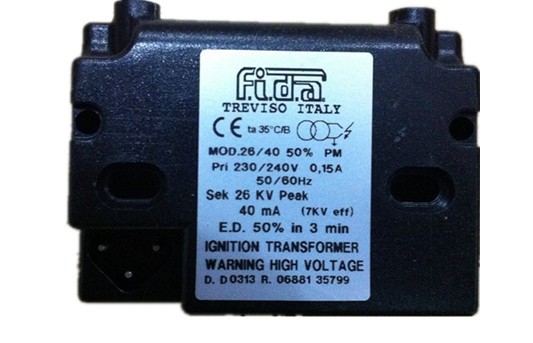 f.i.d.a.
TREVISO ITALY
CE ta 35°C/B
MOD.26/40 50% PM
Pri 230/240V 0,15A
50/60Hz
Sek 26 KV Peak
40 mA (7KV eff)
E.D. 50% in 3 min
IGNITION TRANSFORMER
WARNING HIGH VOLTAGE
D. D0313 R. 06881 35799